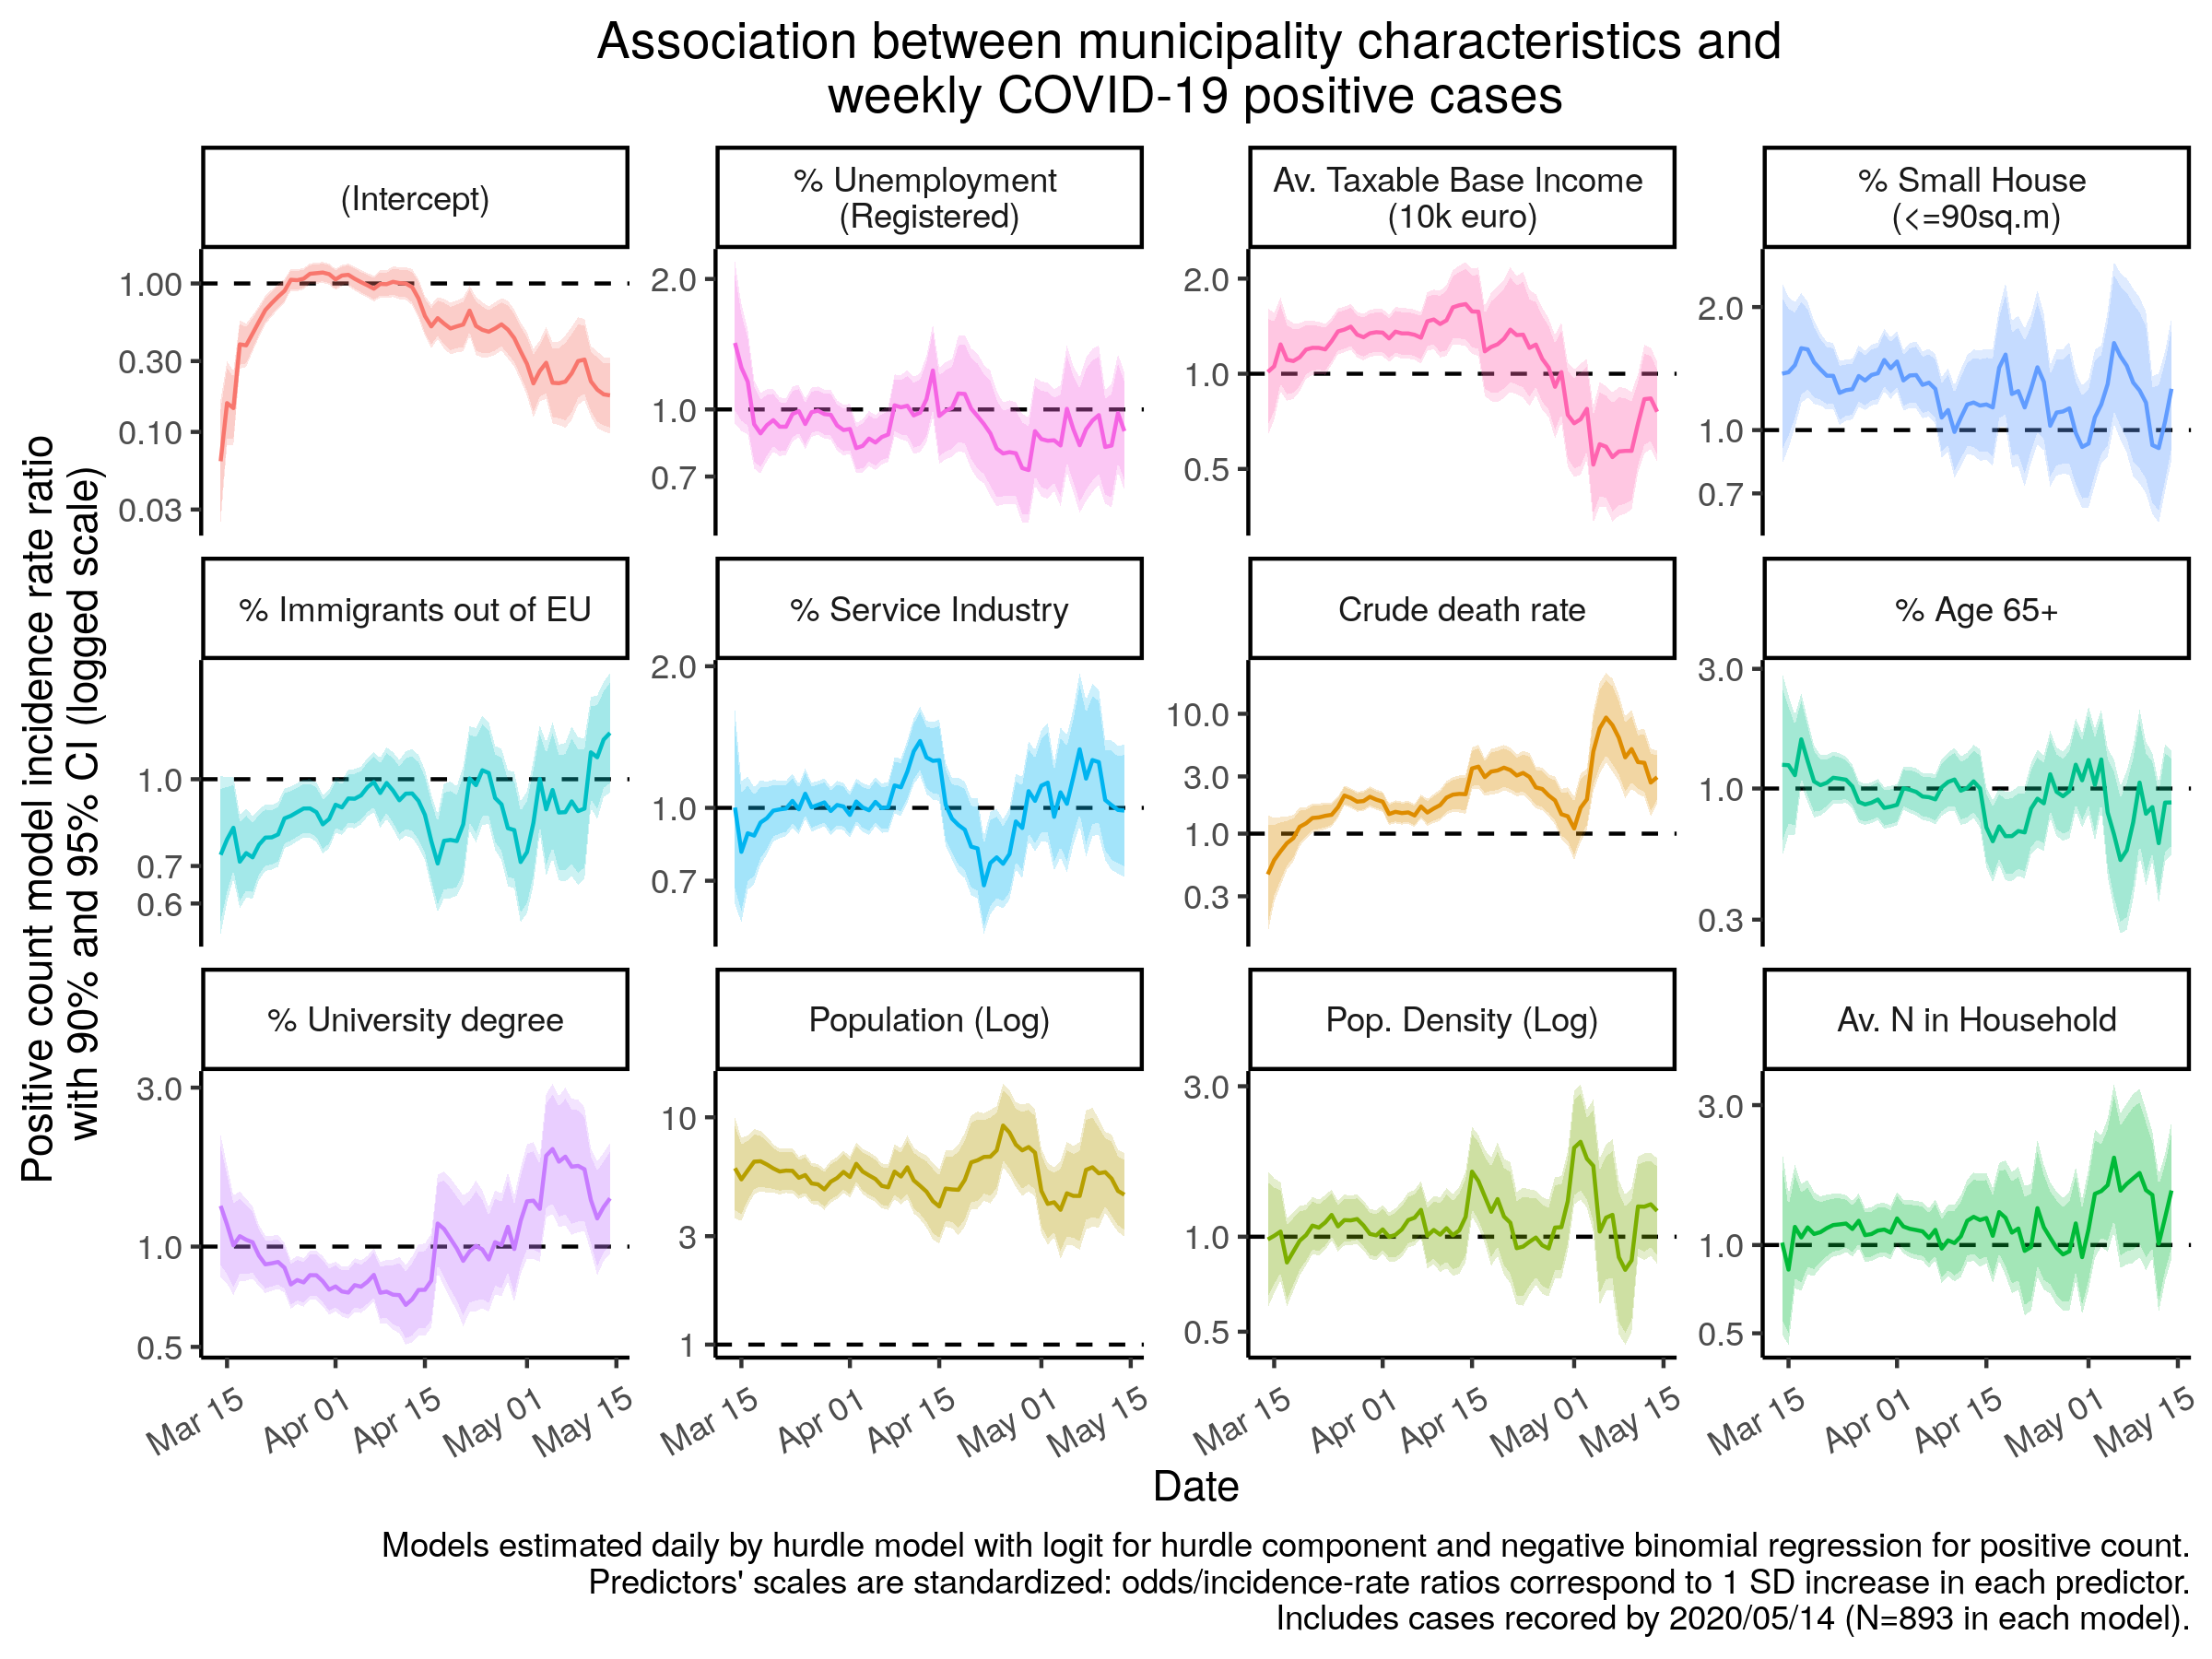 Association between municipality characteristics and
weekly COVID-19 positive cases
Positive count model incidence rate ratio
with 90% and 95% CI (logged scale)
(Intercept)
1.00
0.30
0.10
0.03
% Unemployment
(Registered)
2.0
1.0
0.7
Av. Taxable Base Income
(10k euro)
2.0
1.0
0.5
% Small House
(<=90sq.m)
2.0
1.0
0.7
% Immigrants out of EU
1.0
0.7
0.6
% Service Industry
2.0
1.0
0.7
Crude death rate
10.0
3.0
1.0
0.3
% Age 65+
3.0
1.0
0.3
% University degree
3.0
1.0
0.5
Population (Log)
10
3
1
Pop. Density (Log)
3.0
1.0
0.5
Av. N in Household
3.0
1.0
0.5
Mar 15 Apr 01 Apr 15 May 01 May 15
Mar 15 Apr 01 Apr 15 May 01 May 15
Mar 15 Apr 01 Apr 15 May 01 May 15
Mar 15 Apr 01 Apr 15 May 01 May 15
Date
Models estimated daily by hurdle model with logit for hurdle component and negative binomial regression for positive count.
Predictors' scales are standardized: odds/incidence-rate ratios correspond to 1 SD increase in each predictor.
Includes cases recored by 2020/05/14 (N=893 in each model).